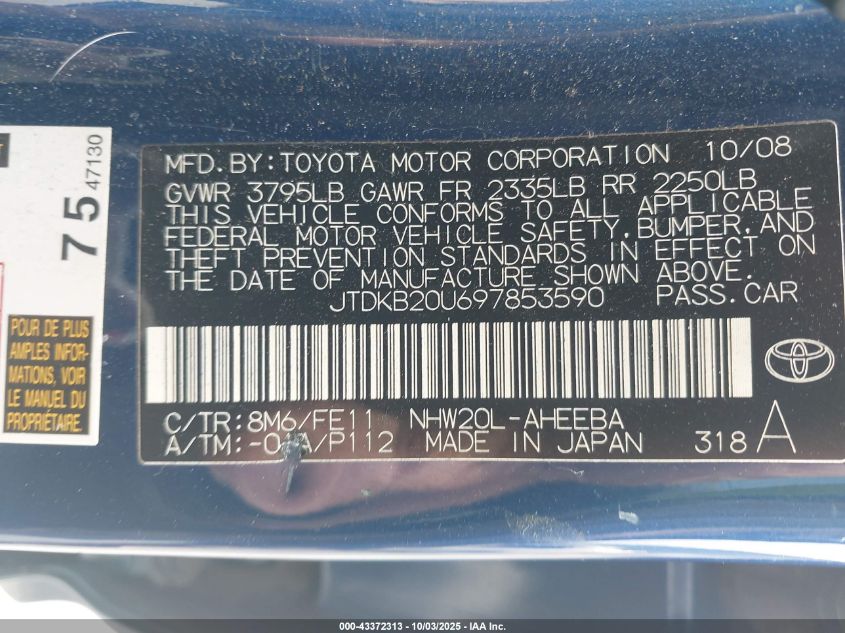 MFD.BY:TOYOTA MOTOR CORPORATION 10/08
GVWR 3795LB GAWR FR 2335LB RR 2250LB
THIS VEHICLE CONFORMS TO ALL APPLICABLE
FEDERAL MOTOR VEHICLE SAFETY,BUMPER,AND
THEFT PREVENTION STANDARDS IN EFFECT ON
THE DATE OF MANUFACTURE SHOWN ABOVE.
JTDKB20U697853590 PASS.CAR
C/TR:8M6/FE11 NHW20L-AHEEBA
A/TM:-01A/P112 MADE IN JAPAN 318 A
75 47130
POUR DE PLUS
AMPLES INFOR-
MATIONS, VOIR
LE MANUEL DU
PROPRIÉTAIRE.
000-43372313 - 10/03/2025 - IAA Inc.